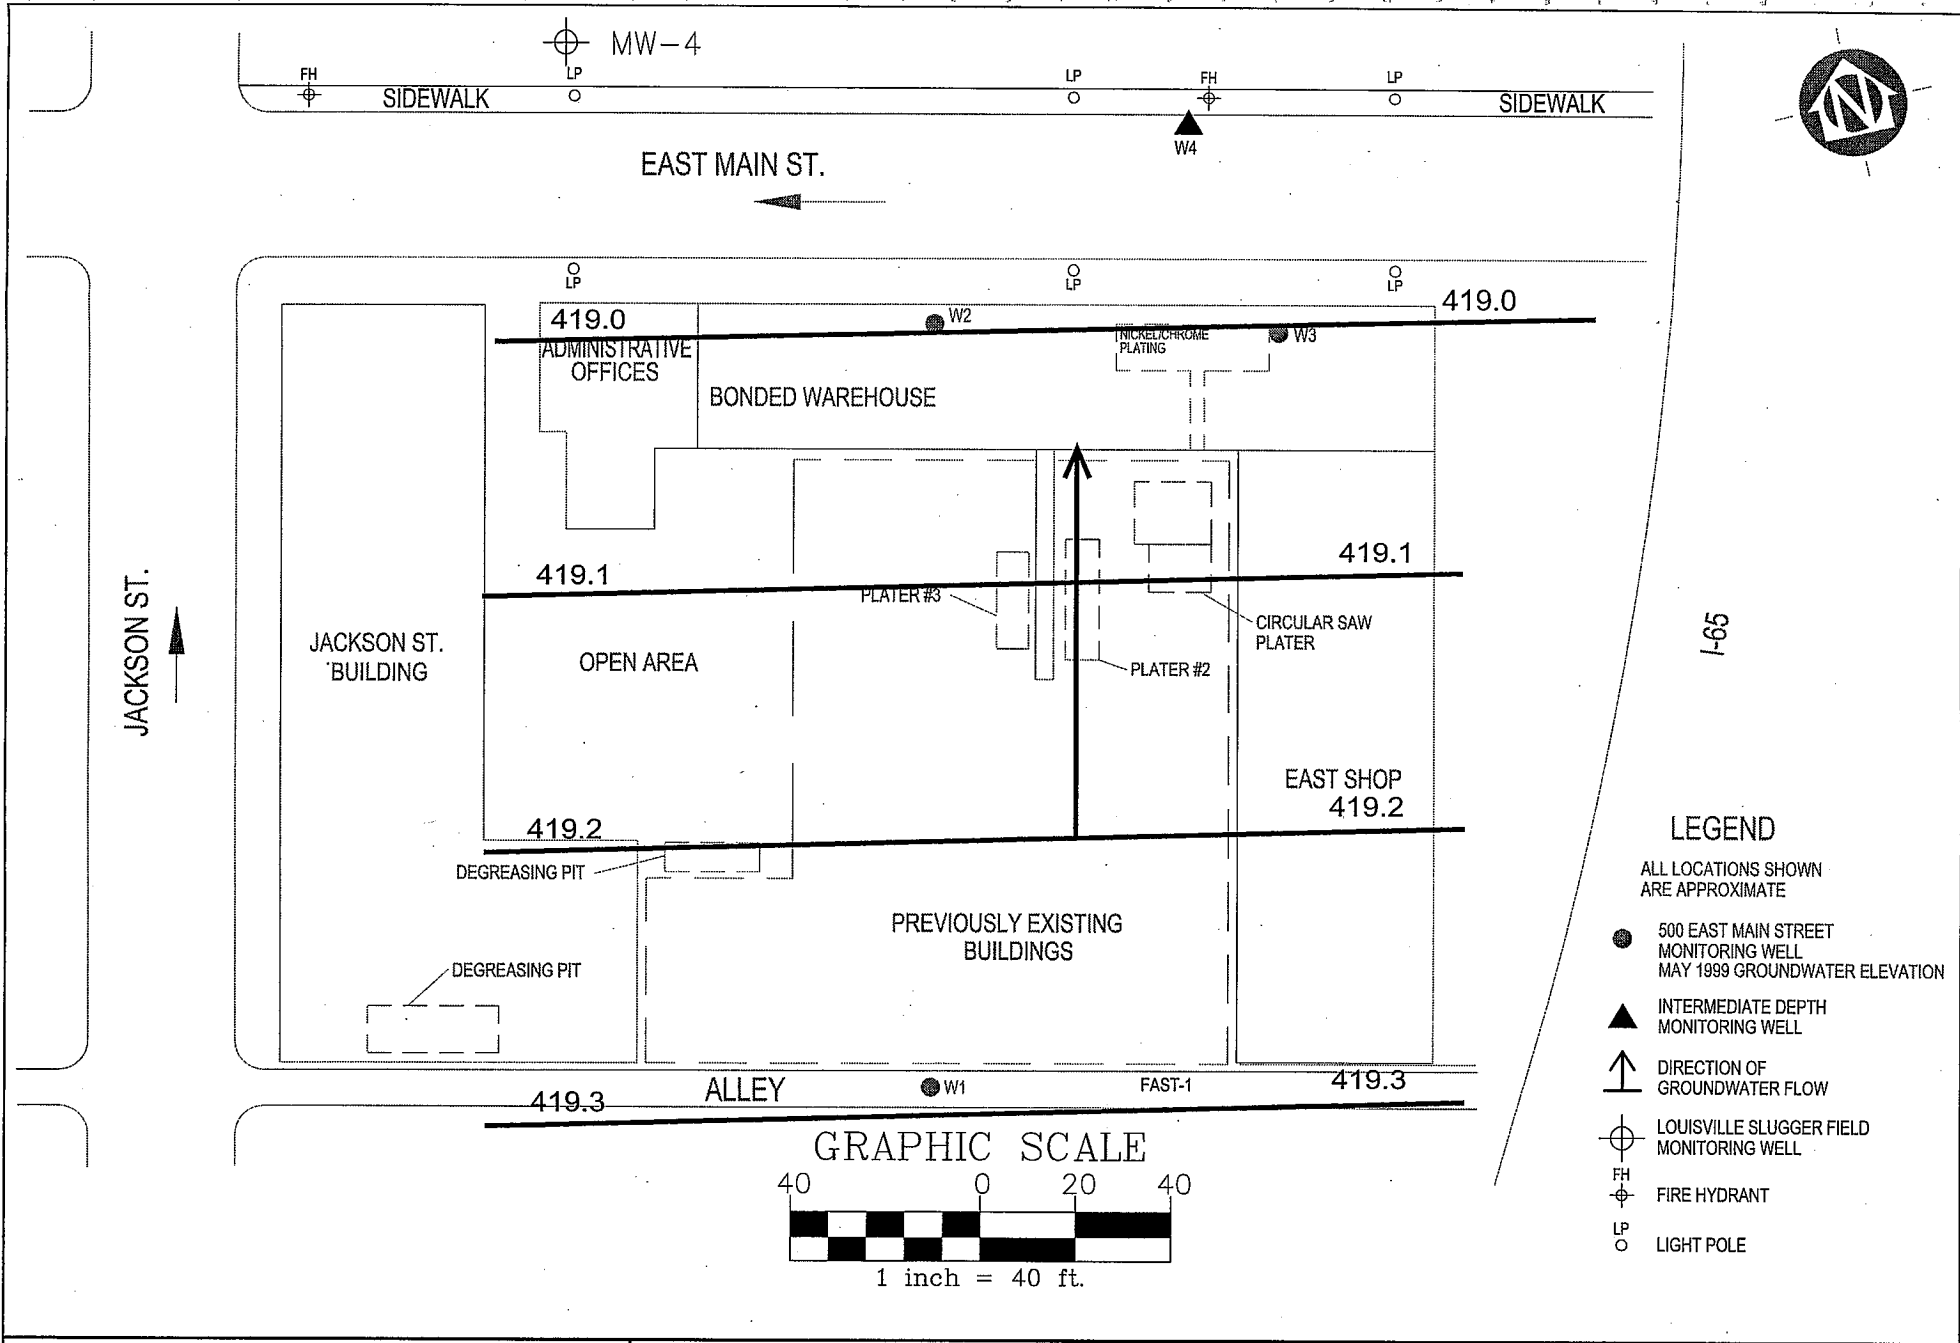 MW-4
FH
LP
LP
FH
LP
SIDEWALK
SIDEWALK
N
W4
EAST MAIN ST.
LP
LP
LP
419.0
419.0
W2
W3
NICKEL/CHROME
PLATING
ADMINISTRATIVE
OFFICES
BONDED WAREHOUSE
419.1
419.1
PLATER #3
CIRCULAR SAW
PLATER
JACKSON ST.
JACKSON ST.
BUILDING
OPEN AREA
PLATER #2
I-65
EAST SHOP
419.2
419.2
DEGREASING PIT
PREVIOUSLY EXISTING
BUILDINGS
DEGREASING PIT
ALLEY
W1
FAST-1
419.3
419.3
GRAPHIC SCALE
40
0
20
40
1 inch = 40 ft.
LEGEND
ALL LOCATIONS SHOWN
ARE APPROXIMATE
500 EAST MAIN STREET
MONITORING WELL
MAY 1999 GROUNDWATER ELEVATION
INTERMEDIATE DEPTH
MONITORING WELL
DIRECTION OF
GROUNDWATER FLOW
LOUISVILLE SLUGGER FIELD
MONITORING WELL
FH
FIRE HYDRANT
LP
LIGHT POLE